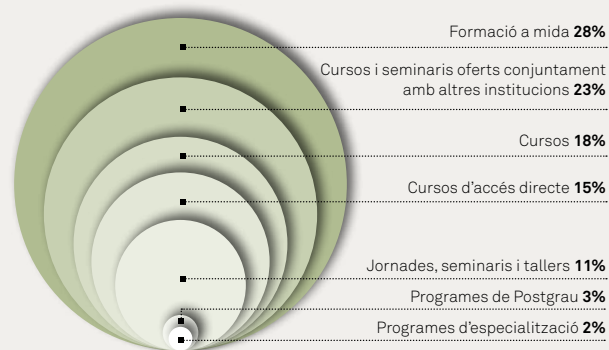 Formació a mida 28%
Cursos i seminaris oferts conjuntament
amb altres institucions 23%
Cursos 18%
Cursos d'accés directe 15%
Jornades, seminaris i tallers 11%
Programes de Postgrau 3%
Programes d'especialització 2%